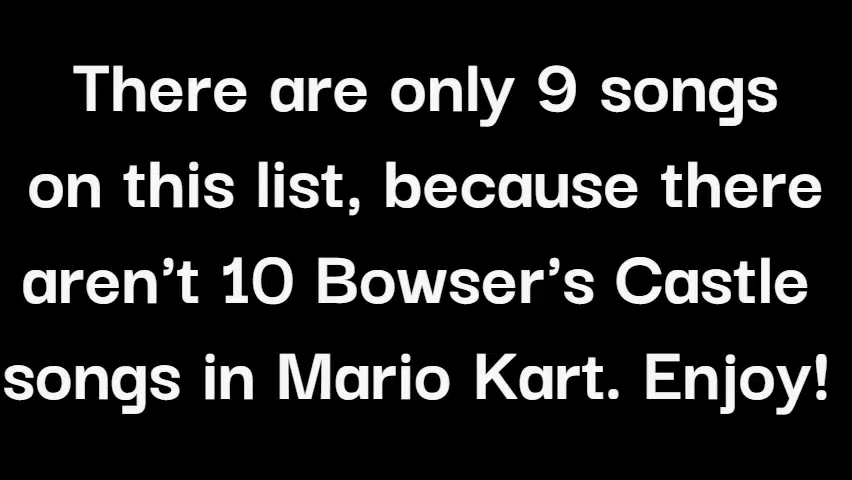 There are only 9 songs
on this list, because there
aren't 10 Bowser's Castle
songs in Mario Kart. Enjoy!